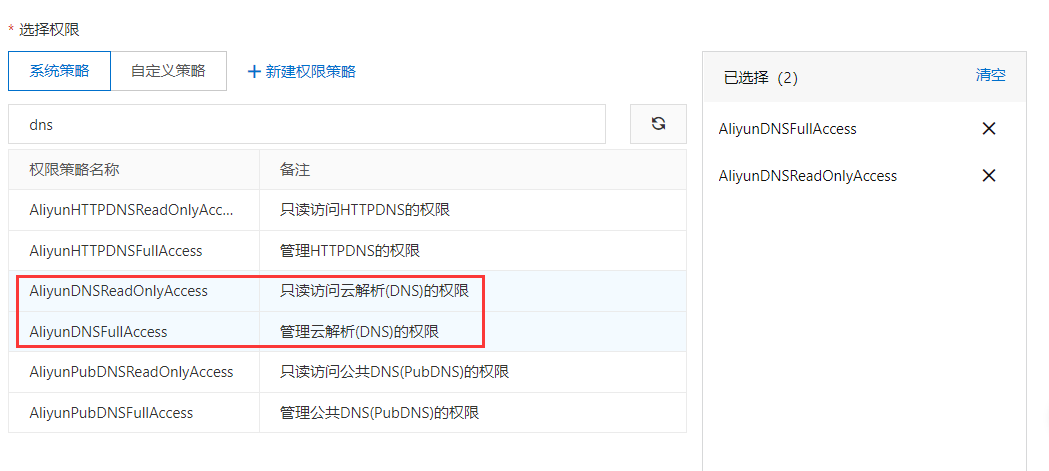 * 选择权限
系统策略 自定义策略 + 新建权限策略
dns
权限策略名称 备注
AliyunHTTPDNSReadOnlyAcc... 只读访问HTTPDNS的权限
AliyunHTTPDNSFullAccess 管理HTTPDNS的权限
AliyunDNSReadOnlyAccess 只读访问云解析(DNS)的权限
AliyunDNSFullAccess 管理云解析(DNS)的权限
AliyunPubDNSReadOnlyAccess 只读访问公共DNS(PubDNS)的权限
AliyunPubDNSFullAccess 管理公共DNS(PubDNS)的权限
已选择 (2) 清空
AliyunDNSFullAccess
AliyunDNSReadOnlyAccess